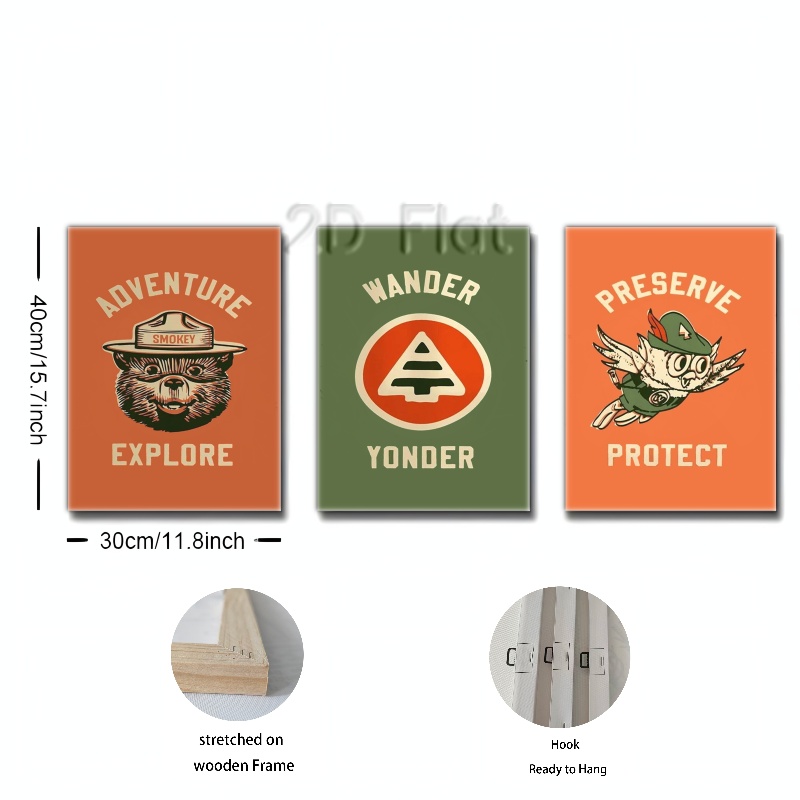 2D Flat
ADVENTURE
SMOKEY
EXPLORE
WANDER
YONDER
PRESERVE
PROTECT
40cm/15.7inch
30cm/11.8inch
stretched on
wooden Frame
Hook
Ready to Hang